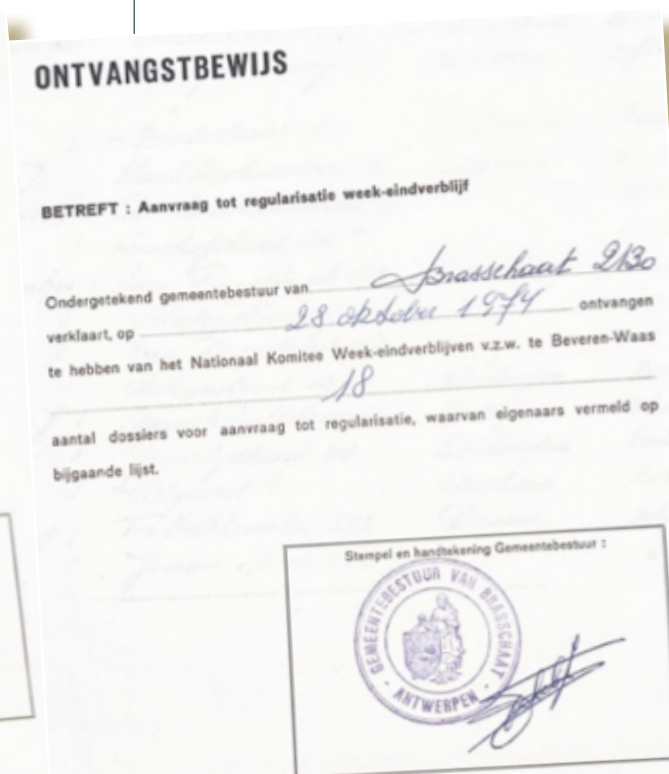 ONTVANGSTBEWIJS
BETREFT : Aanvraag tot regularisatie week-eindverblijf
Ondergetekend gemeentebestuur van Brasschaat 2130
verklaart, op 28 oktober 1974 ontvangen
te hebben van het Nationaal Komitee Week-eindverblijven v.z.w. te Beveren-Waas
18
aantal dossiers voor aanvraag tot regularisatie, waarvan eigenaars vermeld op
bijgaande lijst.
Stempel en handtekening Gemeentebestuur :
GEMEENTEBESTUUR VAN BRASSCHAAT
- ANTWERPEN -